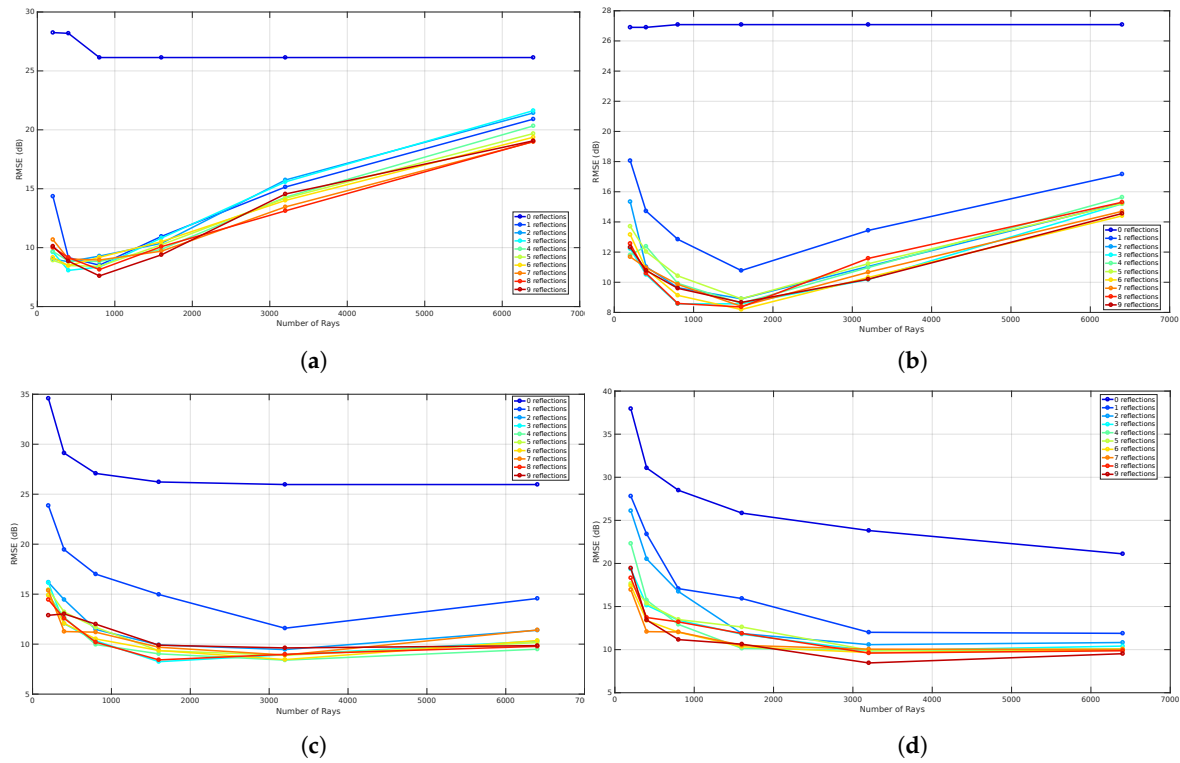 30
25
20
15
10
5
RMSE (dB)
0 1000 2000 3000 4000 5000 6000 7000
Number of Rays
0 reflections
1 reflections
2 reflections
3 reflections
4 reflections
5 reflections
6 reflections
7 reflections
8 reflections
9 reflections
(a)
28
26
24
22
20
18
16
14
12
10
8
RMSE (dB)
0 1000 2000 3000 4000 5000 6000 7000
Number of Rays
0 reflections
1 reflections
2 reflections
3 reflections
4 reflections
5 reflections
6 reflections
7 reflections
8 reflections
9 reflections
(b)
35
30
25
20
15
10
5
RMSE (dB)
0 1000 2000 3000 4000 5000 6000 70
Number of Rays
0 reflections
1 reflections
2 reflections
3 reflections
4 reflections
5 reflections
6 reflections
7 reflections
8 reflections
9 reflections
(c)
40
35
30
25
20
15
10
5
RMSE (dB)
0 1000 2000 3000 4000 5000 6000 7000
Number of Rays
0 reflections
1 reflections
2 reflections
3 reflections
4 reflections
5 reflections
6 reflections
7 reflections
8 reflections
9 reflections
(d)